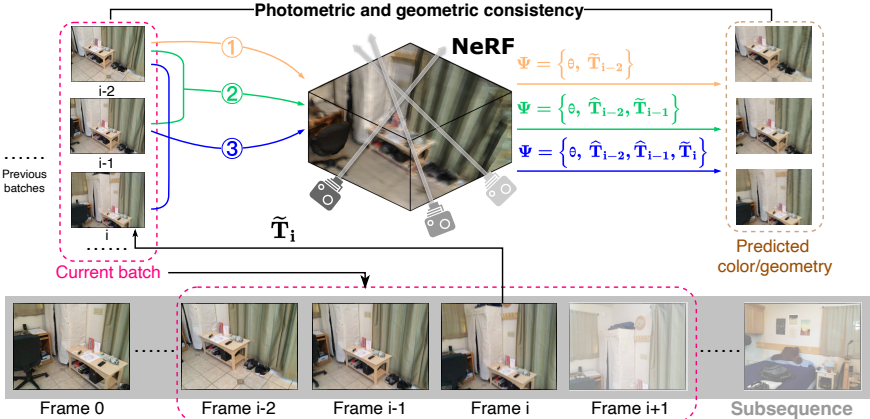 Photometric and geometric consistency
i-2
i-1
i
......
Previous
batches
......
Current batch
1
2
3
NeRF
Ψ = {θ, T̃ᵢ₋₂}
Ψ = {θ, T̂ᵢ₋₂, T̃ᵢ₋₁}
Ψ = {θ, T̂ᵢ₋₂, T̂ᵢ₋₁, T̃ᵢ}
Predicted
color/geometry
T̃ᵢ
......
......
Frame 0
Frame i-2
Frame i-1
Frame i
Frame i+1
Subsequence